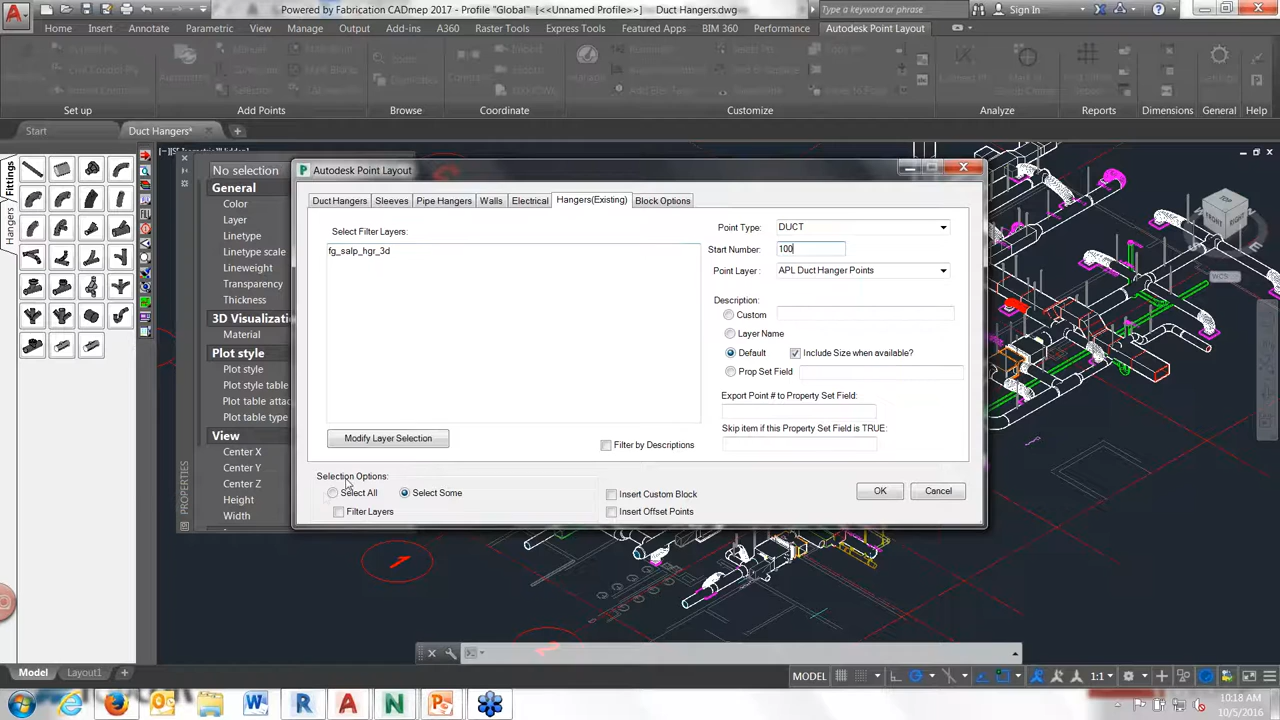 Powered by Fabrication CADmep 2017 - Profile "Global" [<<Unnamed Profile>>] Duct Hangers.dwg
Type a keyword or phrase
Sign In
Home Insert Annotate Parametric View Manage Output Add-ins A360 Raster Tools Express Tools Featured Apps BIM 360 Performance Autodesk Point Layout
Set up Add Points Browse Coordinate Customize Analyze Reports Dimensions General Help
Start Duct Hangers*
Fittings
Hangers
No selection
General
Color
Layer
Linetype
Linetype scale
Lineweight
Transparency
Thickness
3D Visualizati
Material
Plot style
Plot style
Plot style table
Plot table attac
Plot table type
View
Center X
Center Y
Center Z
Height
Width
PROPERTIES
Autodesk Point Layout
Duct Hangers Sleeves Pipe Hangers Walls Electrical Hangers(Existing) Block Options
Select Filter Layers:
fg_salp_hgr_3d
Modify Layer Selection
Filter by Descriptions
Point Type: DUCT
Start Number: 100
Point Layer : APL Duct Hanger Points
Description:
Custom
Layer Name
Default Include Size when available?
Prop Set Field
Export Point # to Property Set Field:
Skip item if this Property Set Field is TRUE:
Selection Options:
Select All Select Some
Filter Layers
Insert Custom Block
Insert Offset Points
OK Cancel
FRONT
RIGHT
WCS
1
2
Model Layout1
MODEL 1:1
10:18 AM
10/5/2016